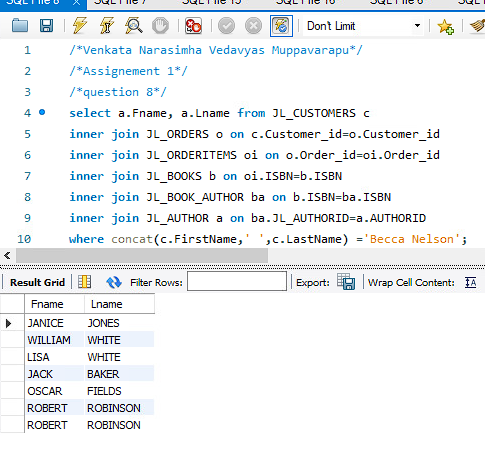 SQL File 8 SQL File 7 SQL File 15 SQL File 16 SQL File 6
Don't Limit
1 /*Venkata Narasimha Vedavyas Muppavarapu*/
2 /*Assignement 1*/
3 /*question 8*/
4 select a.Fname, a.Lname from JL_CUSTOMERS c
5 inner join JL_ORDERS o on c.Customer_id=o.Customer_id
6 inner join JL_ORDERITEMS oi on o.Order_id=oi.Order_id
7 inner join JL_BOOKS b on oi.ISBN=b.ISBN
8 inner join JL_BOOK_AUTHOR ba on b.ISBN=ba.ISBN
9 inner join JL_AUTHOR a on ba.JL_AUTHORID=a.AUTHORID
10 where concat(c.FirstName,' ',c.LastName) ='Becca Nelson';
Result Grid Filter Rows: Export: Wrap Cell Content: IA
Fname Lname
JANICE JONES
WILLIAM WHITE
LISA WHITE
JACK BAKER
OSCAR FIELDS
ROBERT ROBINSON
ROBERT ROBINSON